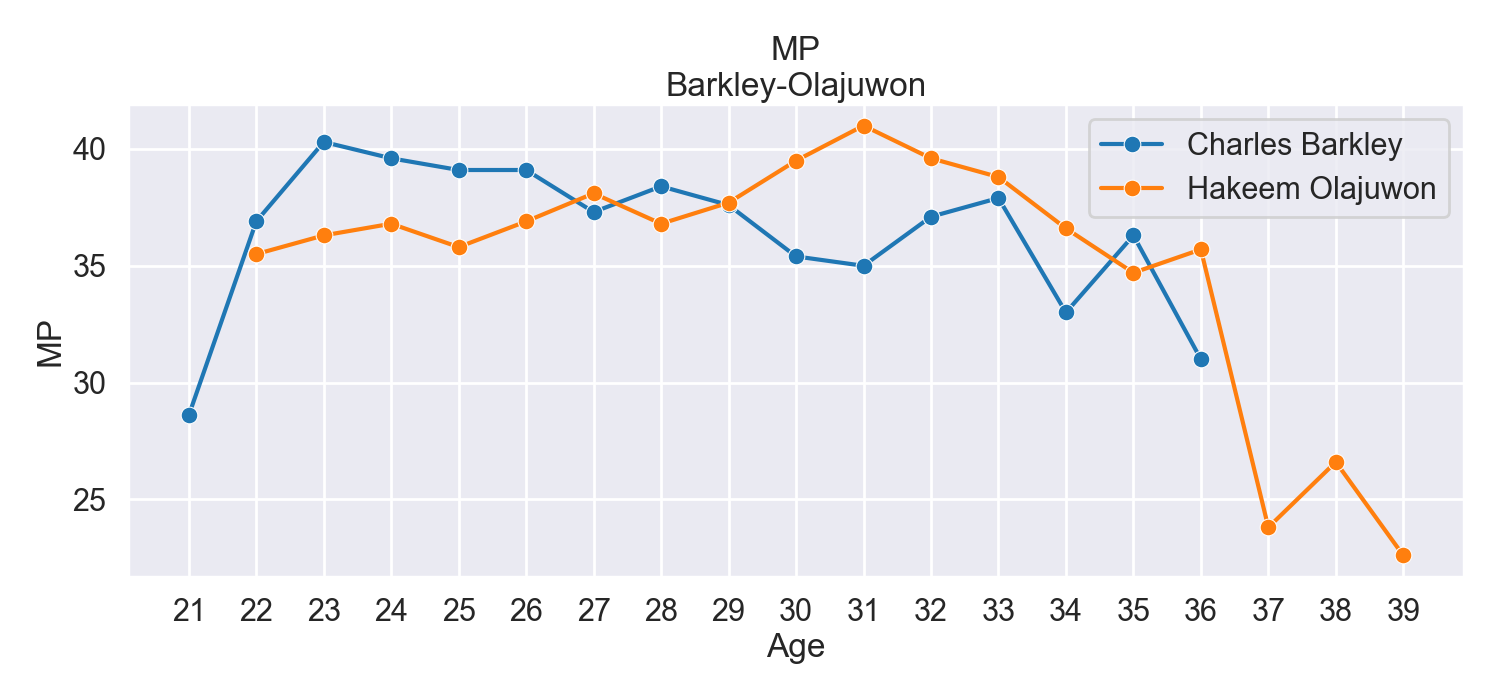 MP
Barkley-Olajuwon
Charles Barkley
Hakeem Olajuwon
MP
40
35
30
25
21 22 23 24 25 26 27 28 29 30 31 32 33 34 35 36 37 38 39
Age